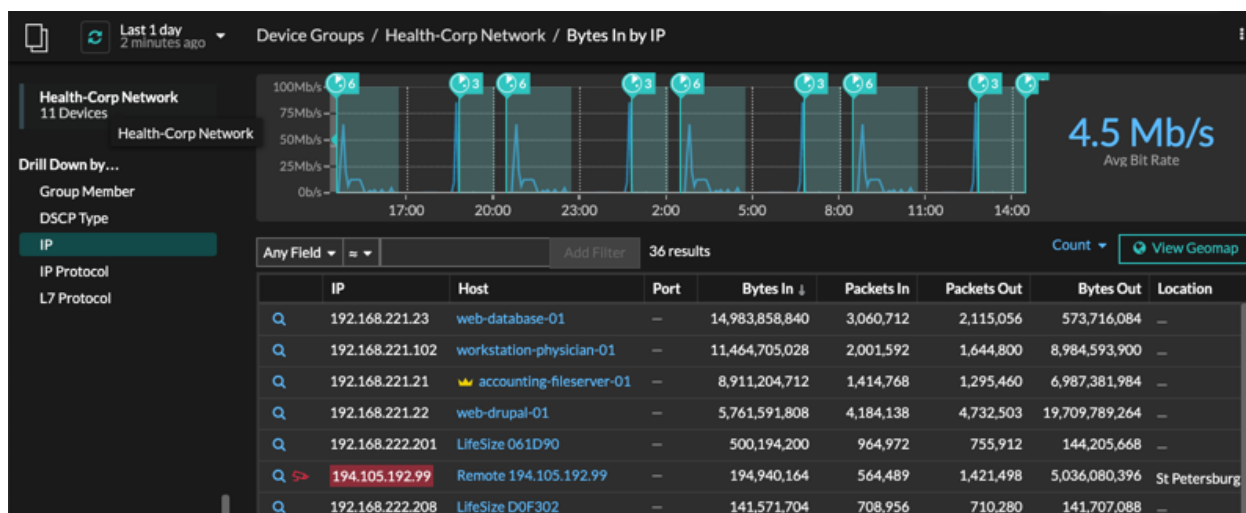 Last 1 day
2 minutes ago
Device Groups / Health-Corp Network / Bytes In by IP
Health-Corp Network
11 Devices
Health-Corp Network
Drill Down by...
Group Member
DSCP Type
IP
IP Protocol
L7 Protocol
100Mb/s
75Mb/s
50Mb/s
25Mb/s
0b/s
6 3 6 3 6 3 6 3
17:00 20:00 23:00 2:00 5:00 8:00 11:00 14:00
4.5 Mb/s
Avg Bit Rate
Any Field ≈ Add Filter 36 results Count View Geomap
IP Host Port Bytes In ↓ Packets In Packets Out Bytes Out Location
192.168.221.23 web-database-01 — 14,983,858,840 3,060,712 2,115,056 573,716,084 —
192.168.221.102 workstation-physician-01 — 11,464,705,028 2,001,592 1,644,800 8,984,593,900 —
192.168.221.21 accounting-fileserver-01 — 8,911,204,712 1,414,768 1,295,460 6,987,381,984 —
192.168.221.22 web-drupal-01 — 5,761,591,808 4,184,138 4,732,503 19,709,789,264 —
192.168.222.201 LifeSize 061D90 — 500,194,200 964,972 755,912 144,205,668 —
194.105.192.99 Remote 194.105.192.99 — 194,940,164 564,489 1,421,498 5,036,080,396 St Petersburg
192.168.222.208 LifeSize D0F302 — 141,571,704 708,956 710,280 141,707,088 —